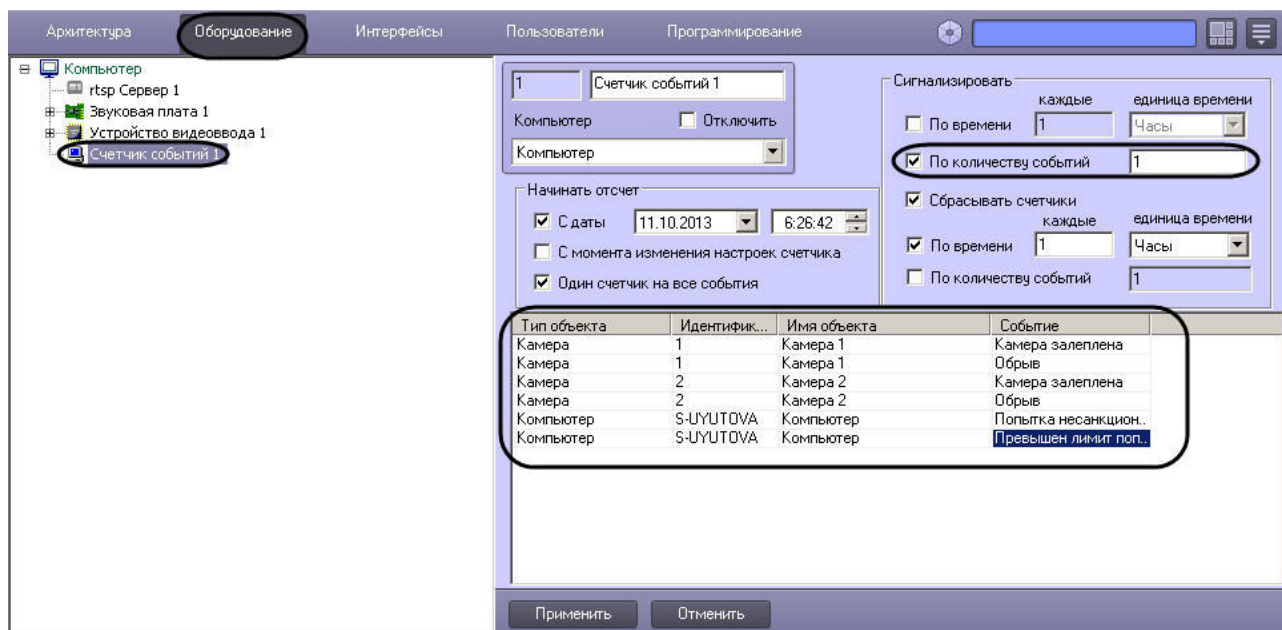 Архитектура Оборудование Интерфейсы Пользователи Программирование
Компьютер
rtsp Сервер 1
Звуковая плата 1
Устройство видеоввода 1
Счетчик событий 1
1 Счетчик событий 1
Компьютер Отключить
Компьютер
Начинать отсчет
С даты 11.10.2013 6:26:42
С момента изменения настроек счетчика
Один счетчик на все события
Сигнализировать
каждые единица времени
По времени 1 Часы
По количеству событий 1
Сбрасывать счетчики
каждые единица времени
По времени 1 Часы
По количеству событий 1
Тип объекта Идентифик... Имя объекта Событие
Камера 1 Камера 1 Камера залеплена
Камера 1 Камера 1 Обрыв
Камера 2 Камера 2 Камера залеплена
Камера 2 Камера 2 Обрыв
Компьютер S-UYUTOVA Компьютер Попытка несанкцион..
Компьютер S-UYUTOVA Компьютер Превышен лимит поп..
Применить Отменить